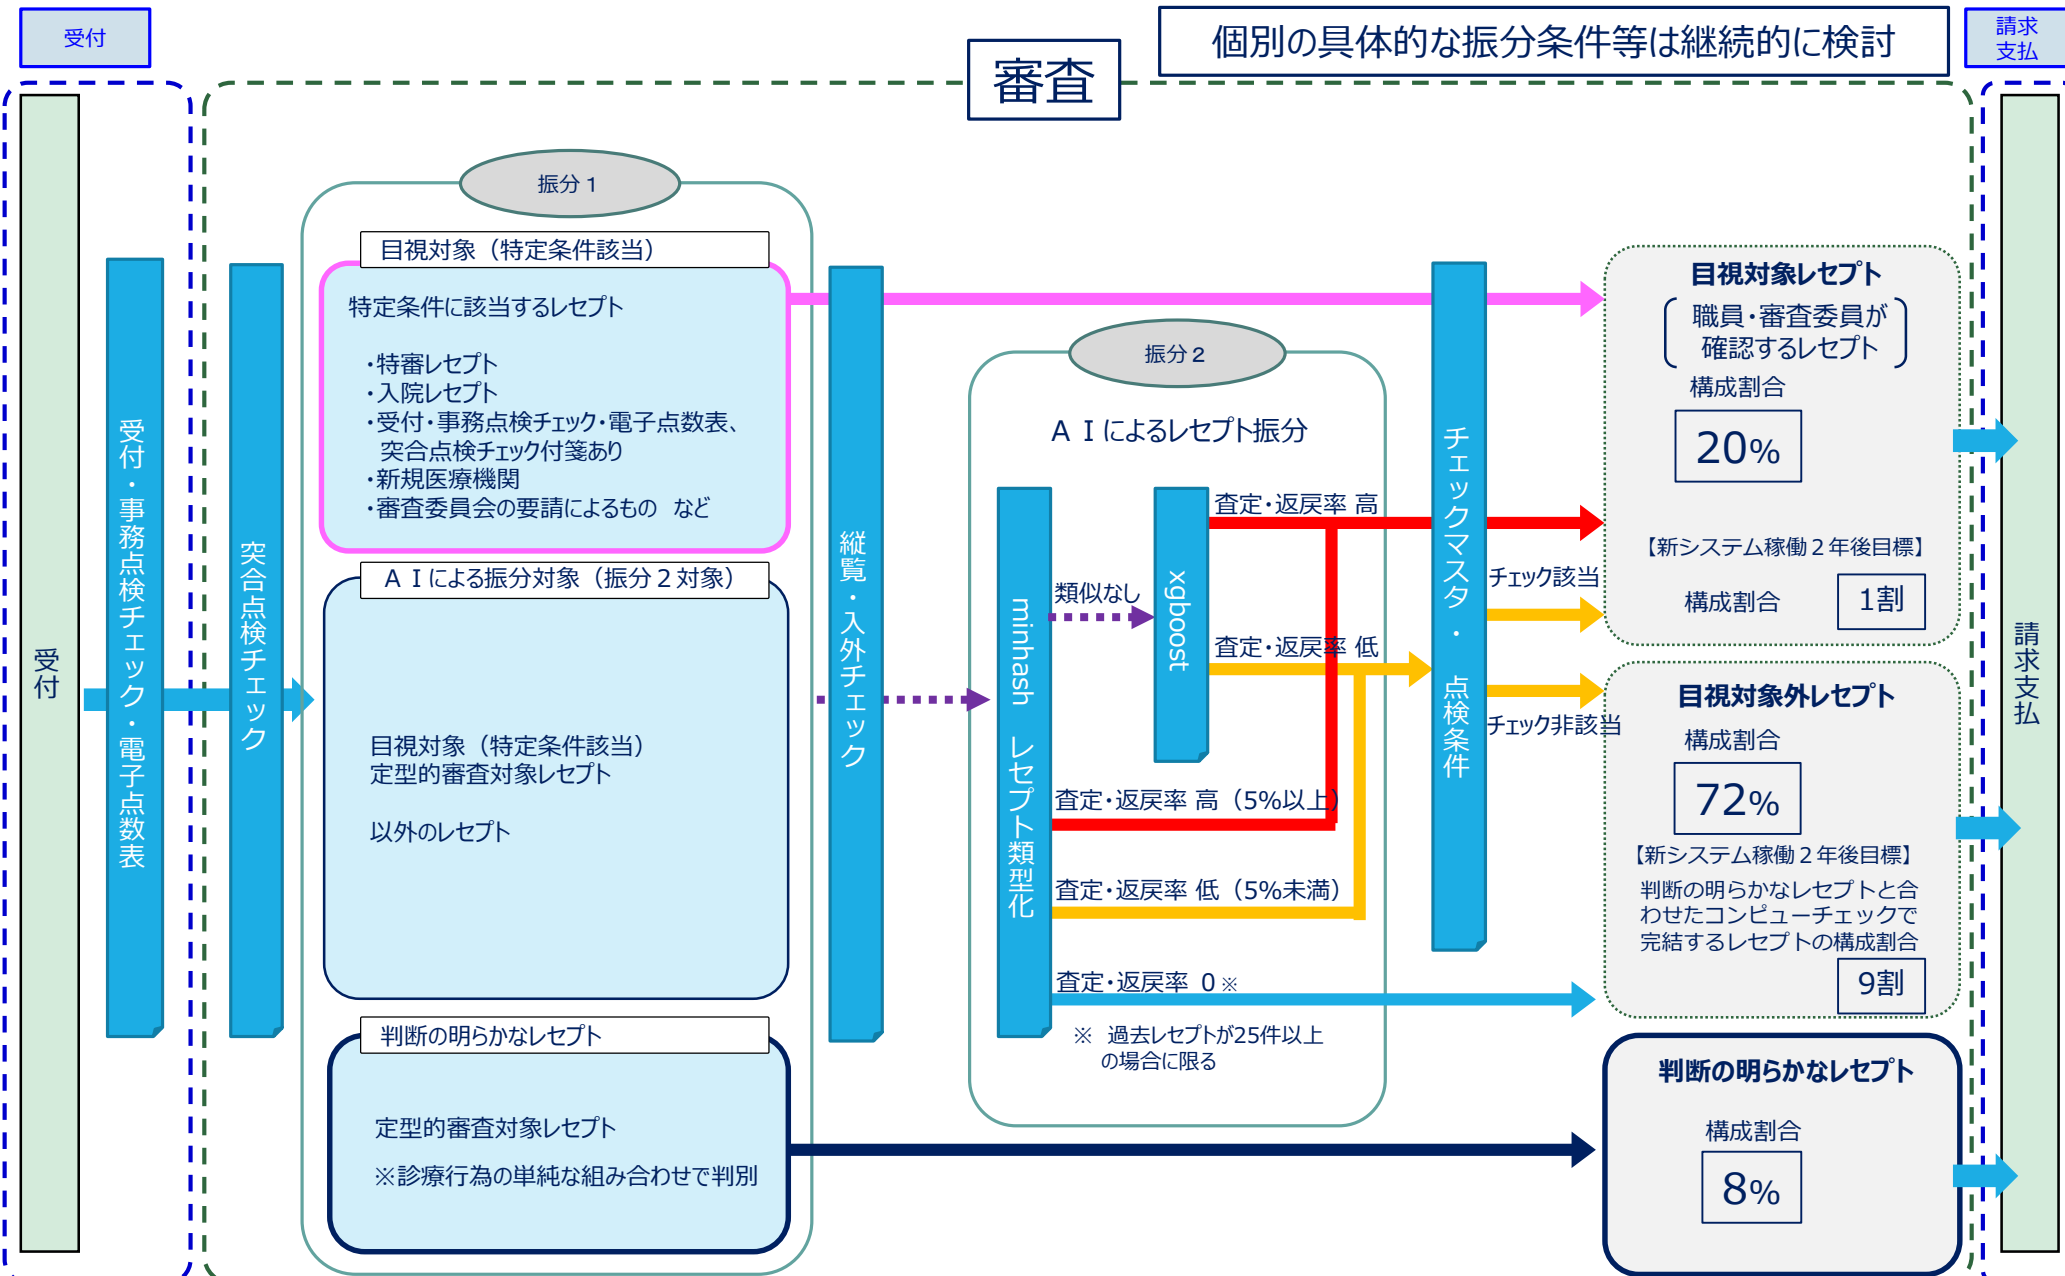 受付
個別の具体的な振分条件等は継続的に検討
請求
支払
審査
受付
受付・事務点検チェック・電子点数表
突合点検チェック
振分１
目視対象（特定条件該当）
特定条件に該当するレセプト
・特審レセプト
・入院レセプト
・受付・事務点検チェック・電子点数表、
突合点検チェック付箋あり
・新規医療機関
・審査委員会の要請によるもの など
ＡＩによる振分対象（振分２対象）
目視対象（特定条件該当）
定型的審査対象レセプト
以外のレセプト
判断の明らかなレセプト
定型的審査対象レセプト
※診療行為の単純な組み合わせで判別
縦覧・入外チェック
振分２
ＡＩによるレセプト振分
minhash レセプト類型化
類似なし
xgboost
査定・返戻率 高
査定・返戻率 低
査定・返戻率 高（5%以上）
査定・返戻率 低（5%未満）
査定・返戻率 ０※
※ 過去レセプトが25件以上
の場合に限る
チェックマスタ・点検条件
チェック該当
チェック非該当
目視対象レセプト
職員・審査委員が
確認するレセプト
構成割合
20%
【新システム稼働２年後目標】
構成割合 1割
目視対象外レセプト
構成割合
72%
【新システム稼働２年後目標】
判断の明らかなレセプトと合
わせたコンピューチェックで
完結するレセプトの構成割合
9割
判断の明らかなレセプト
構成割合
8%
請求支払